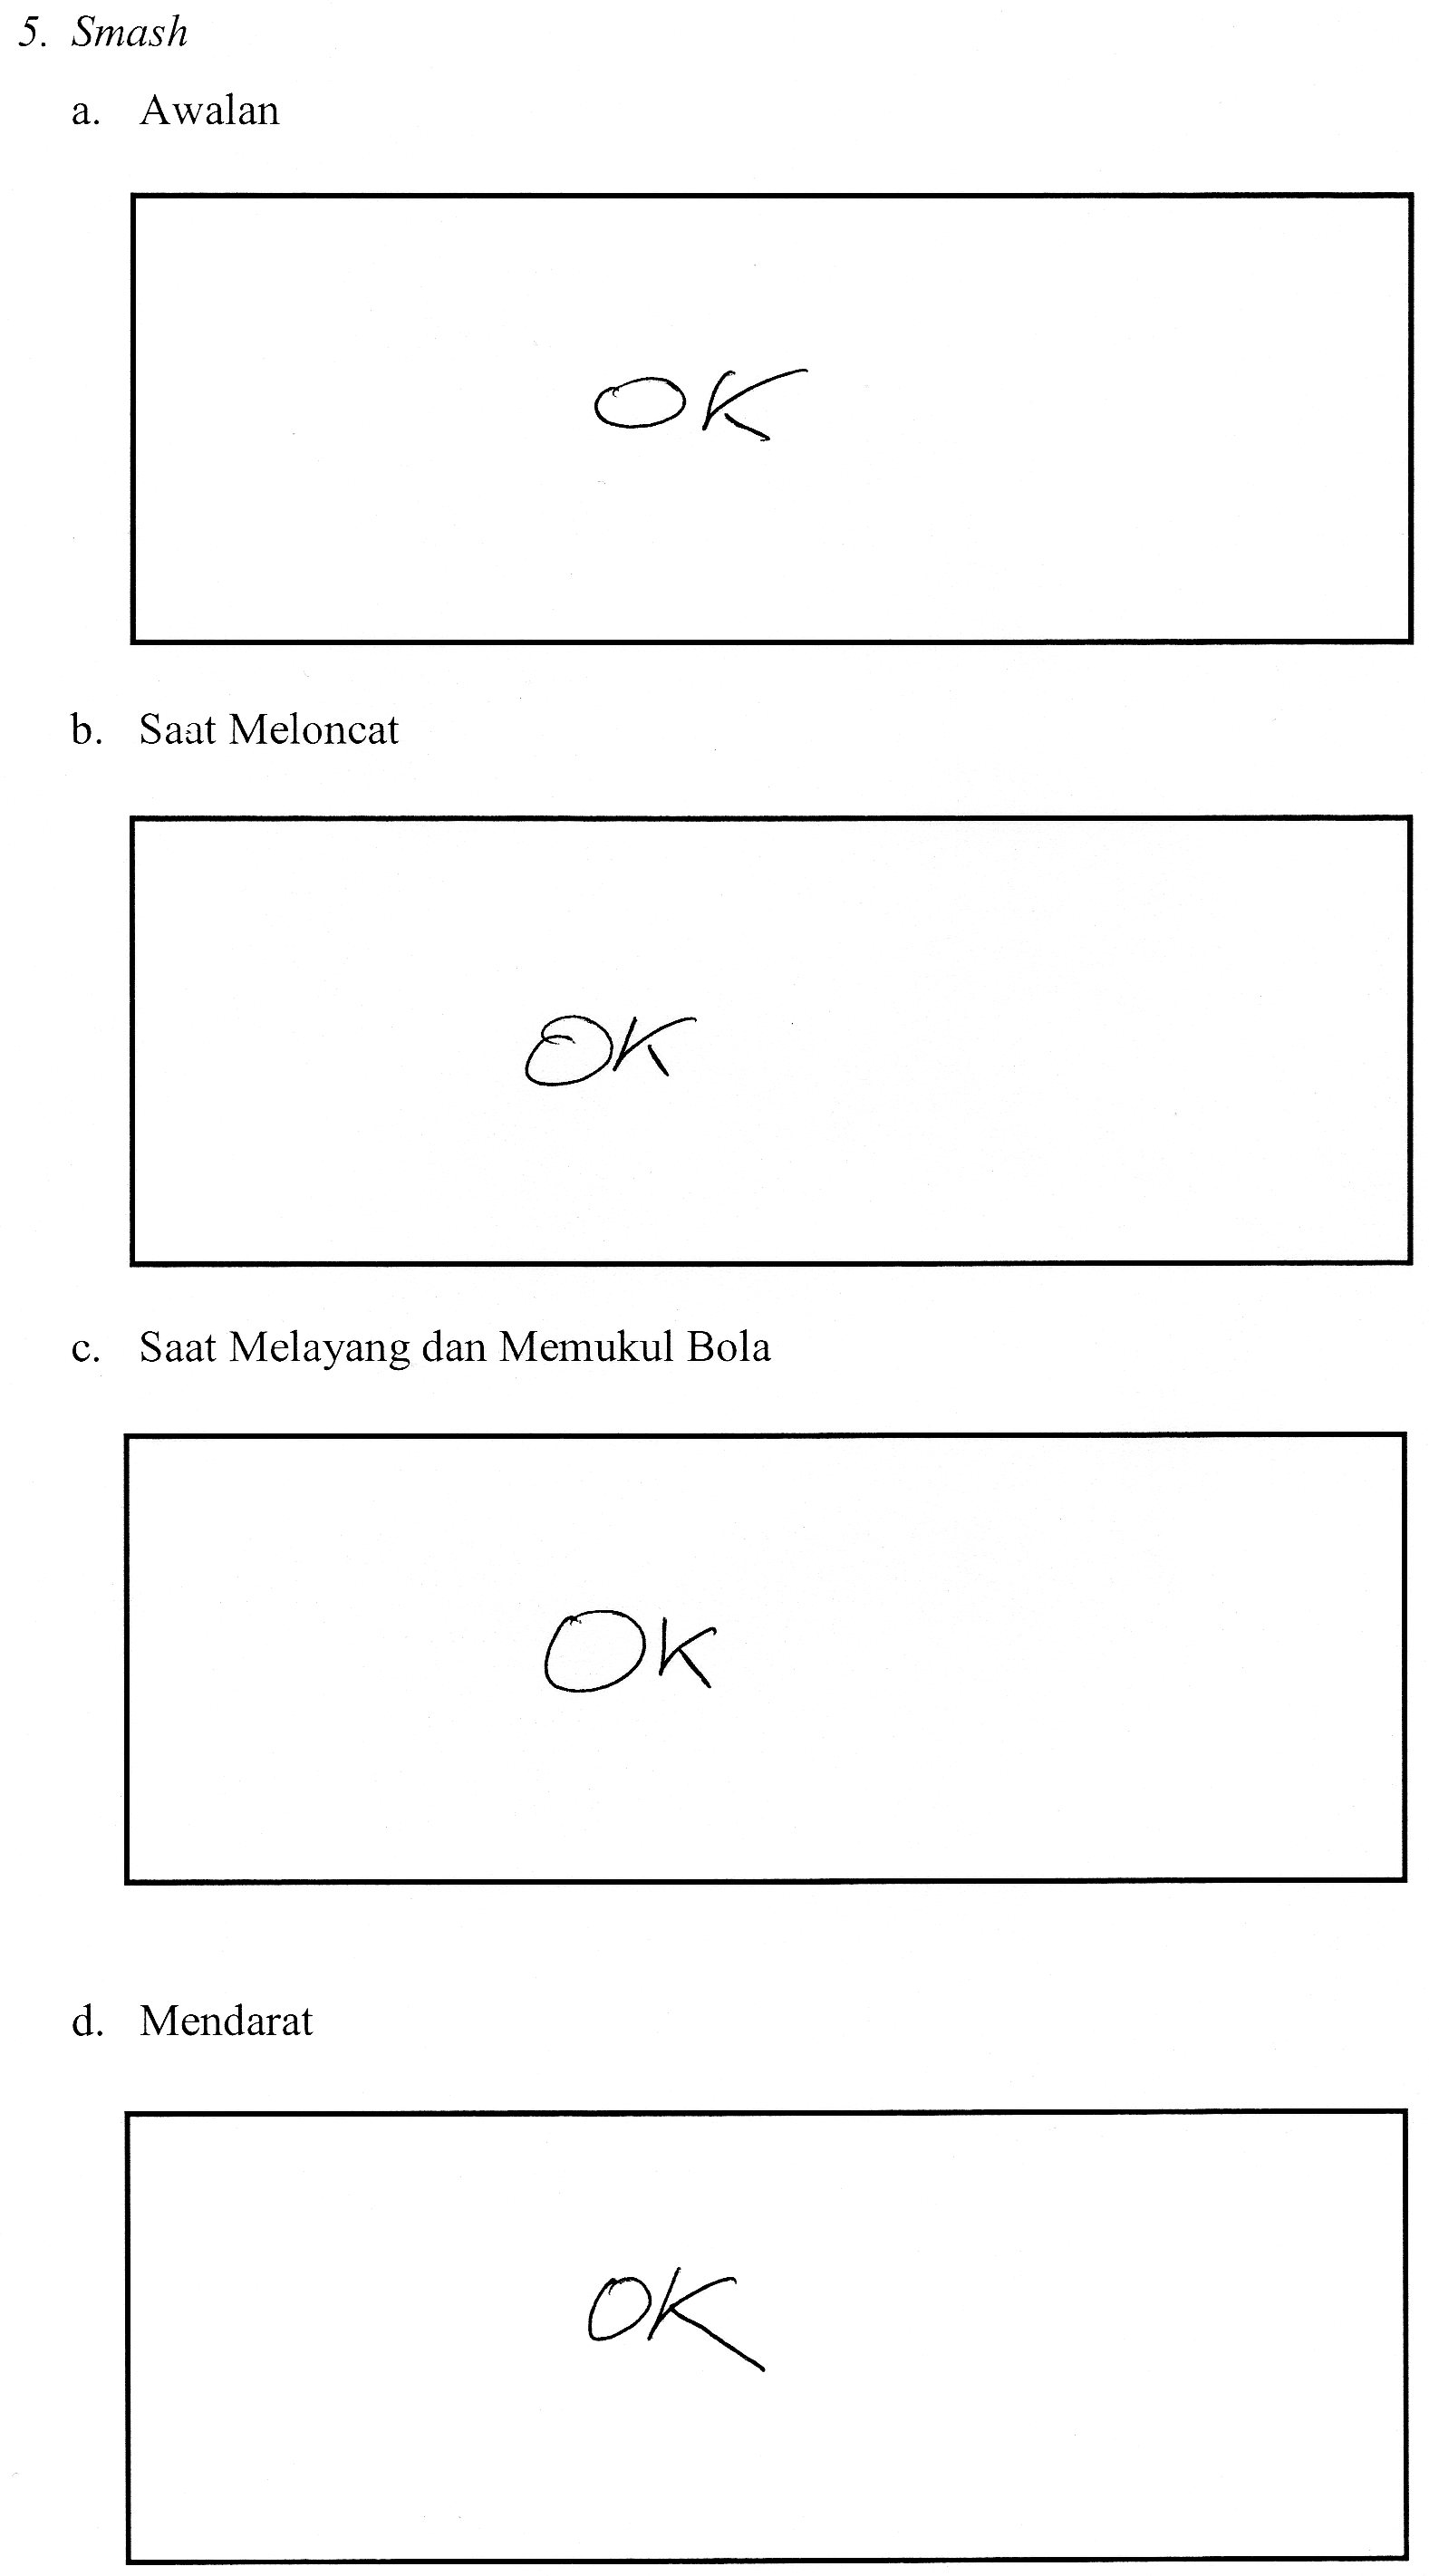 5. Smash
a. Awalan
OK
b. Saat Meloncat
OK
c. Saat Melayang dan Memukul Bola
OK
d. Mendarat
OK